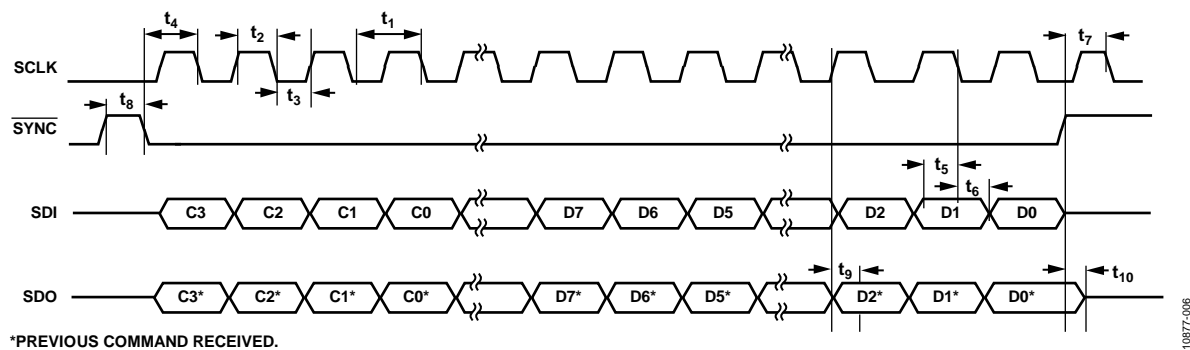 t4 t2 t1 t7
SCLK
t8 t3
SYNC
t5 t6
SDI C3 C2 C1 C0 D7 D6 D5 D2 D1 D0
t9 t10
SDO C3* C2* C1* C0* D7* D6* D5* D2* D1* D0*
*PREVIOUS COMMAND RECEIVED.
10877-006